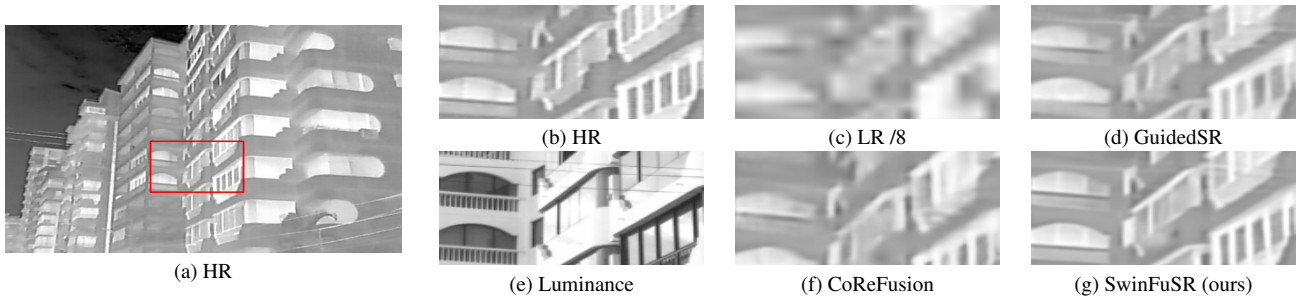 (b) HR
(c) LR /8
(d) GuidedSR
(a) HR
(e) Luminance
(f) CoReFusion
(g) SwinFuSR (ours)